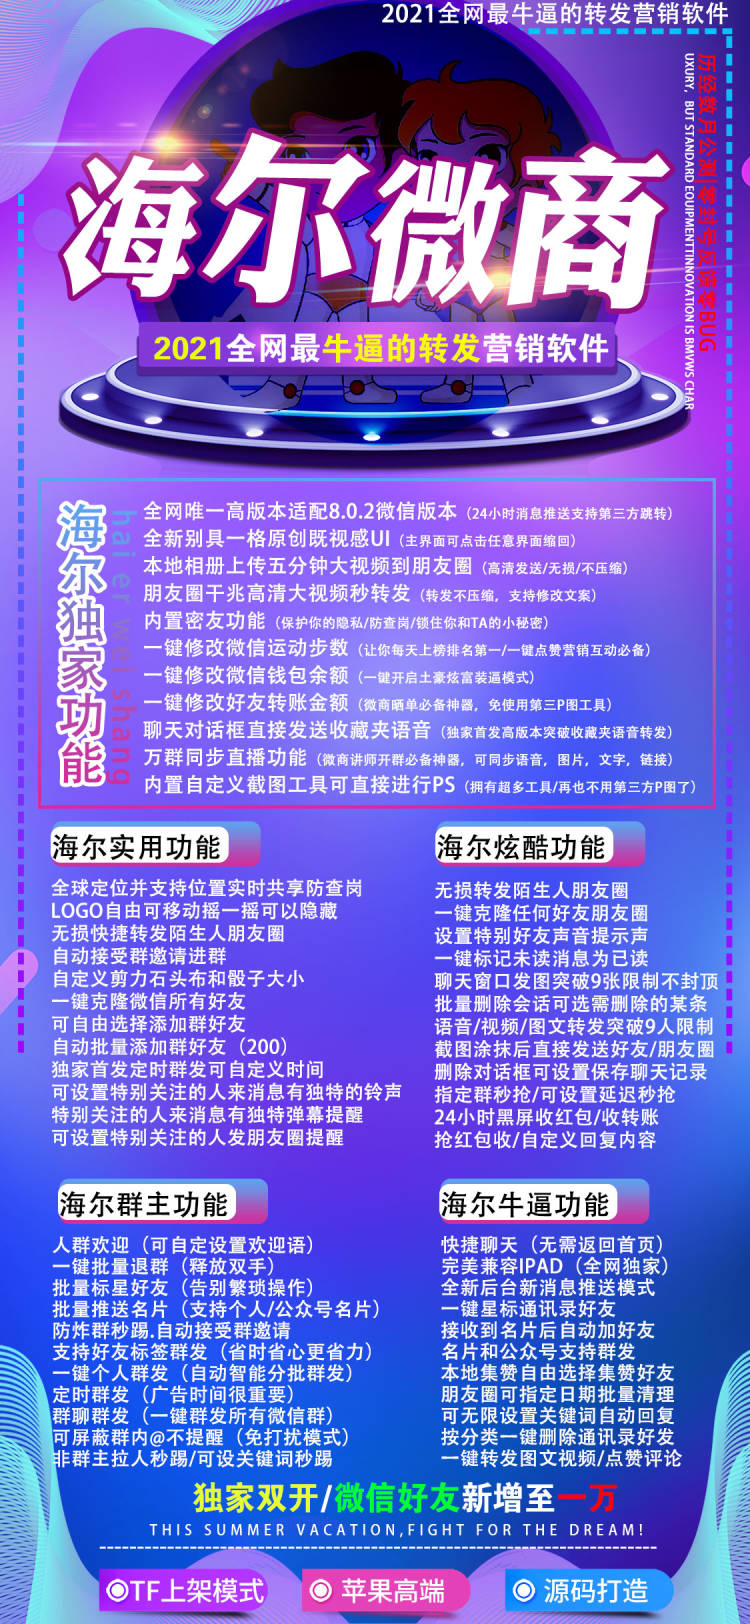 2021全网最牛逼的转发营销软件
历经数月公测|零封号反馈零BUG
UXURY, BUT STANDARD EQUIPMENTINNOVATION IS BMVWS CHAR
海尔微商
2021全网最牛逼的转发营销软件
海尔独家功能
hai er wei shang
全网唯一高版本适配8.0.2微信版本（24小时消息推送支持第三方跳转）
全新别具一格原创既视感UI（主界面可点击任意界面缩回）
本地相册上传五分钟大视频到朋友圈（高清发送/无损/不压缩）
朋友圈干兆高清大视频秒转发（转发不压缩，支持修改文案）
内置密友功能（保护你的隐私/防查岗/锁住你和TA的小秘密）
一键修改微信运动步数（让你每天上榜排名第一/一键点赞营销互动必备）
一键修改微信钱包余额（一键开启土豪炫富装逼模式）
一键修改好友转账金额（微商晒单必备神器，免使用第三P图工具）
聊天对话框直接发送收藏夹语音（独家首发高版本突破收藏夹语音转发）
万群同步直播功能（微商讲师开群必备神器，可同步语音，图片，文字，链接）
内置自定义截图工具可直接进行PS（拥有超多工具/再也不用第三方P图了）
海尔实用功能
全球定位并支持位置实时共享防查岗
LOGO自由可移动摇一摇可以隐藏
无损快捷转发陌生人朋友圈
自动接受群邀请进群
自定义剪力石头布和骰子大小
一键克隆微信所有好友
可自由选择添加群好友
自动批量添加群好友（200）
独家首发定时群发可自定义时间
可设置特别关注的人来消息有独特的铃声
特别关注的人来消息有独特弹幕提醒
可设置特别关注的人发朋友圈提醒
海尔炫酷功能
无损转发陌生人朋友圈
一键克隆任何好友朋友圈
设置特别好友声音提示声
一键标记未读消息为已读
聊天窗口发图突破9张限制不封顶
批量删除会话可选需删除的某条
语音/视频/图文转发突破9人限制
截图涂抹后直接发送好友/朋友圈
删除对话框可设置保存聊天记录
指定群秒抢/可设置延迟秒抢
24小时黑屏收红包/收转账
抢红包收/自定义回复内容
海尔群主功能
人群欢迎（可自定设置欢迎语）
一键批量退群（释放双手）
批量标星好友（告别繁琐操作）
批量推送名片（支持个人/公众号名片）
防炸群秒踢.自动接受群邀请
支持好友标签群发（省时省心更省力）
一键个人群发（自动智能分批群发）
定时群发（广告时间很重要）
群聊群发（一键群发所有微信群）
可屏蔽群内@不提醒（免打扰模式）
非群主拉人秒踢/可设关键词秒踢
海尔牛逼功能
快捷聊天（无需返回首页）
完美兼容IPAD（全网独家）
全新后台新消息推送模式
一键星标通讯录好友
接收到名片后自动加好友
名片和公众号支持群发
本地集赞自由选择集赞好友
朋友圈可指定日期批量清理
可无限设置关键词自动回复
按分类一键删除通讯录好发
一键转发图文视频/点赞评论
独家双开/微信好友新增至一万
THIS SUMMER VACATION,FIGHT FOR THE DREAM!
TF上架模式
苹果高端
源码打造